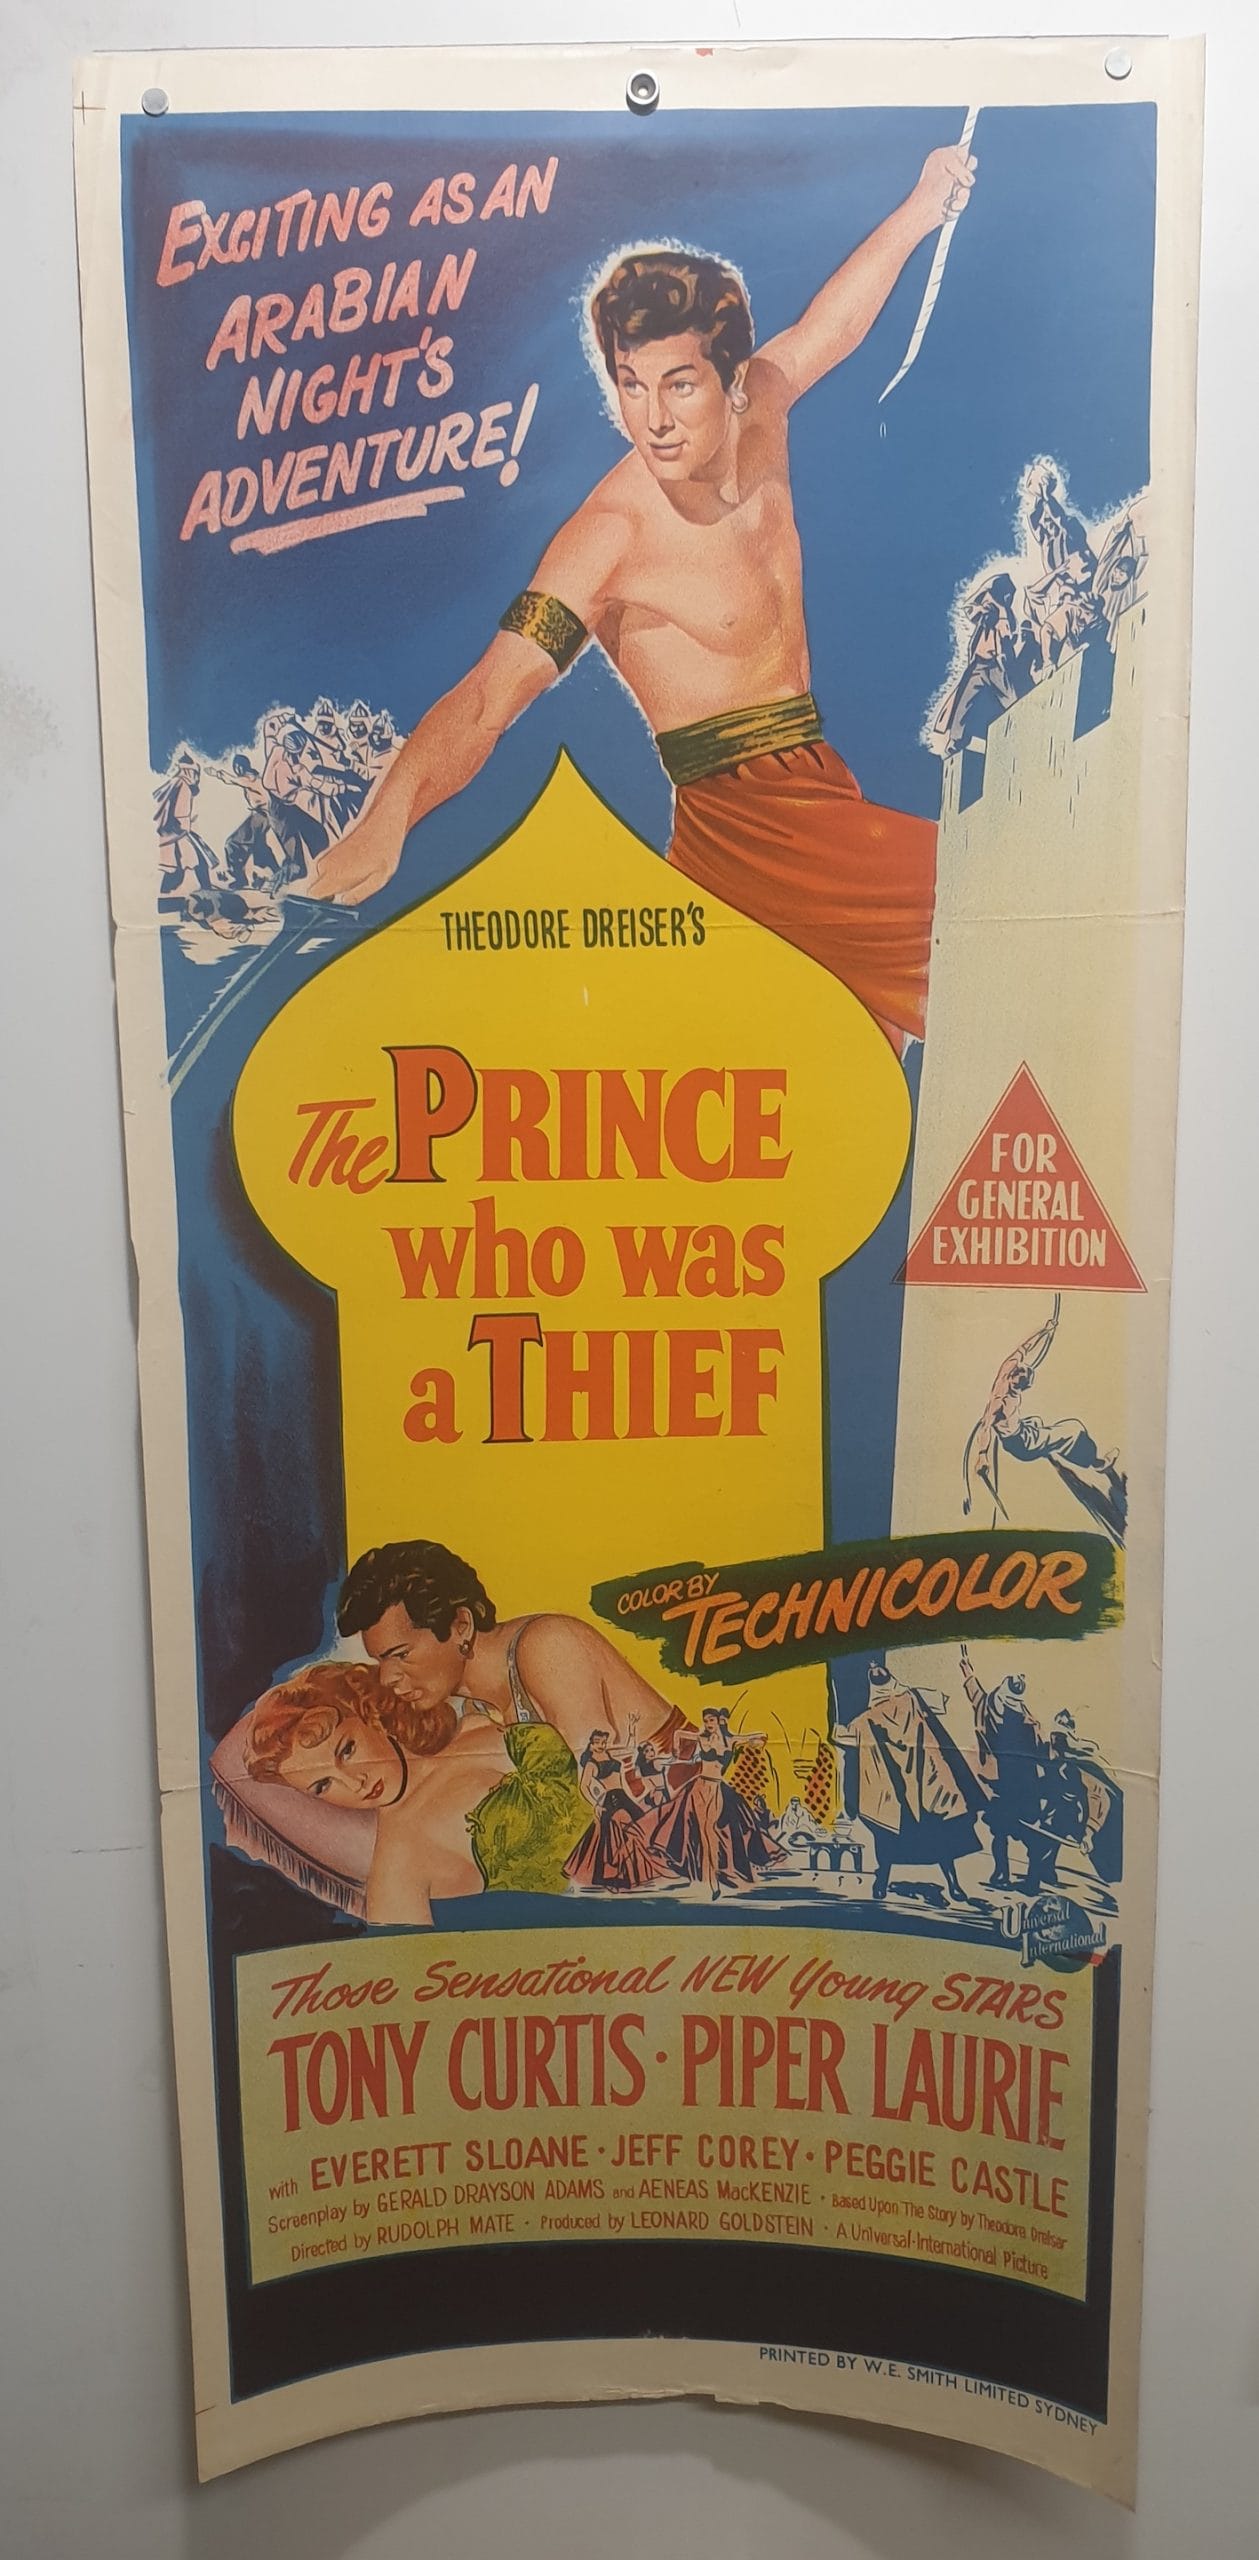 EXCITING AS AN
ARABIAN
NIGHT'S
ADVENTURE!
THEODORE DREISER'S
The PRINCE
who was
a THIEF
FOR
GENERAL
EXHIBITION
COLOR BY
TECHNICOLOR
Universal
International
Those Sensational NEW Young STARS
TONY CURTIS · PIPER LAURIE
with EVERETT SLOANE · JEFF COREY · PEGGIE CASTLE
Screenplay by GERALD DRAYSON ADAMS and AENEAS MacKENZIE · Based Upon The Story by Theodore Dreiser
Directed by RUDOLPH MATE · Produced by LEONARD GOLDSTEIN · A Universal-International Picture
PRINTED BY W.E. SMITH LIMITED SYDNEY